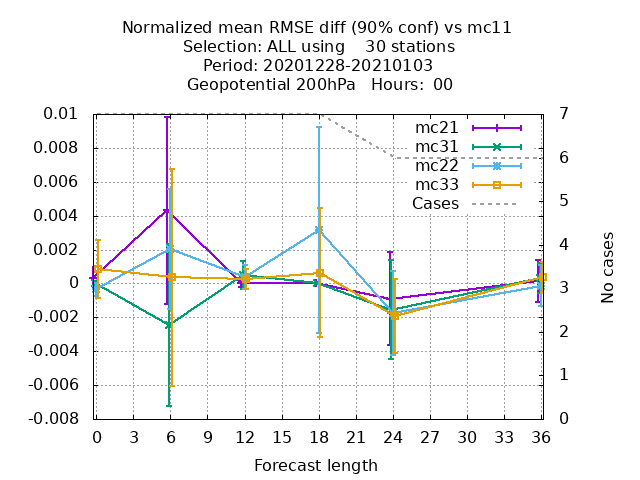 Normalized mean RMSE diff (90% conf) vs mc11
Selection: ALL using    30 stations
Period: 20201228-20210103
Geopotential 200hPa   Hours:  00
0.01
0.008
0.006
0.004
0.002
0
-0.002
-0.004
-0.006
-0.008
mc21
mc31
mc22
mc33
Cases
7
6
5
4
3
2
1
0
No cases
0 3 6 9 12 15 18 21 24 27 30 33 36
Forecast length